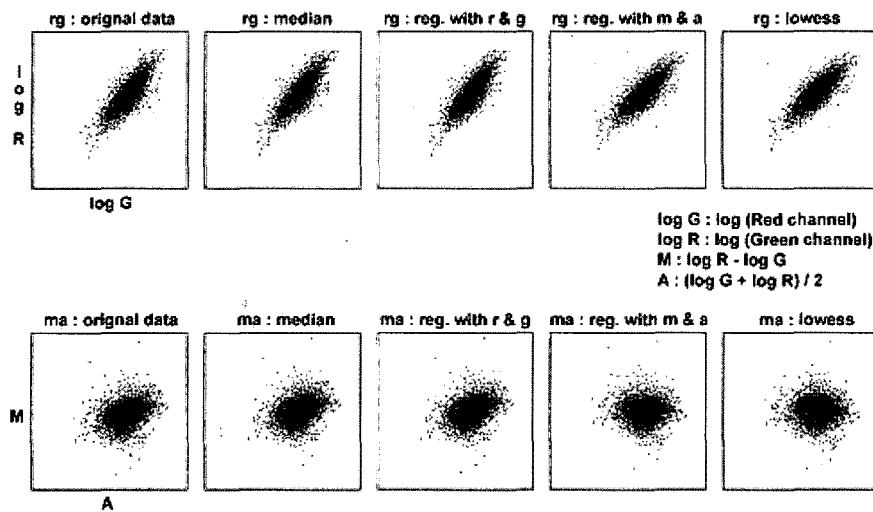 rg : orignal data rg : median rg : reg. with r & g rg : reg. with m & a rg : lowess
log R
log G
log G : log (Red channel)
log R : log (Green channel)
M : log R - log G
A : (log G + log R) / 2
ma : orignal data ma : median ma : reg. with r & g ma : reg. with m & a ma : lowess
M
A